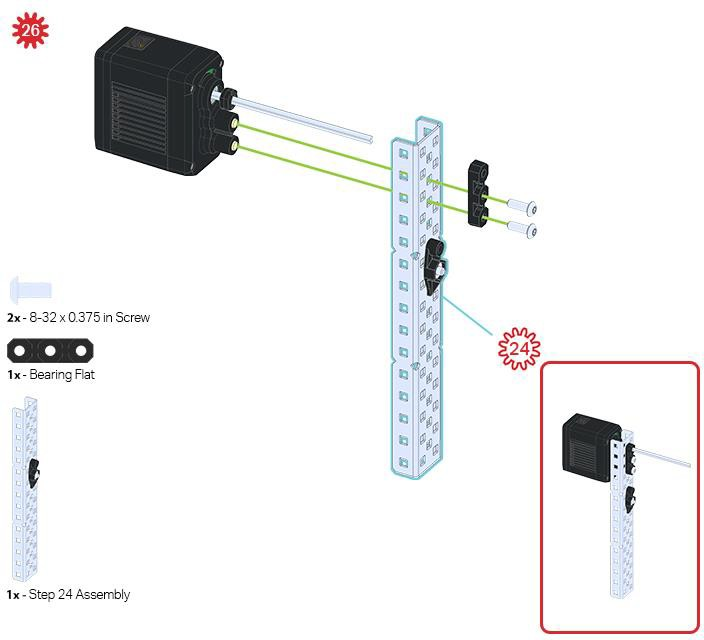 26
24
2x - 8-32 x 0.375 in Screw
1x - Bearing Flat
1x - Step 24 Assembly